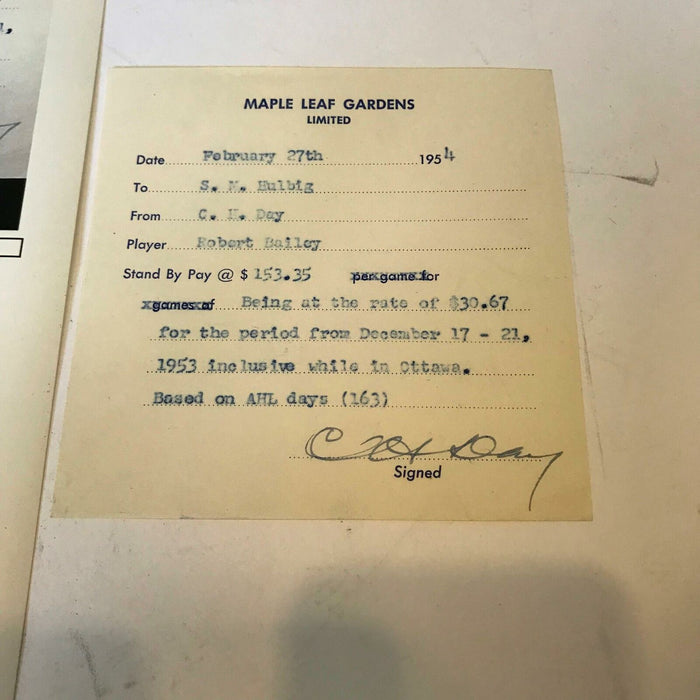 MAPLE LEAF GARDENS
LIMITED
Date February 27th 1954
To S. M. Hulbig
From C. H. Day
Player Robert Bailey
Stand By Pay @ $ 153.35 per game for
games of Being at the rate of $30.67
for the period from December 17 - 21,
1953 inclusive while in Ottawa.
Based on AHL days (163)
C H Day
Signed